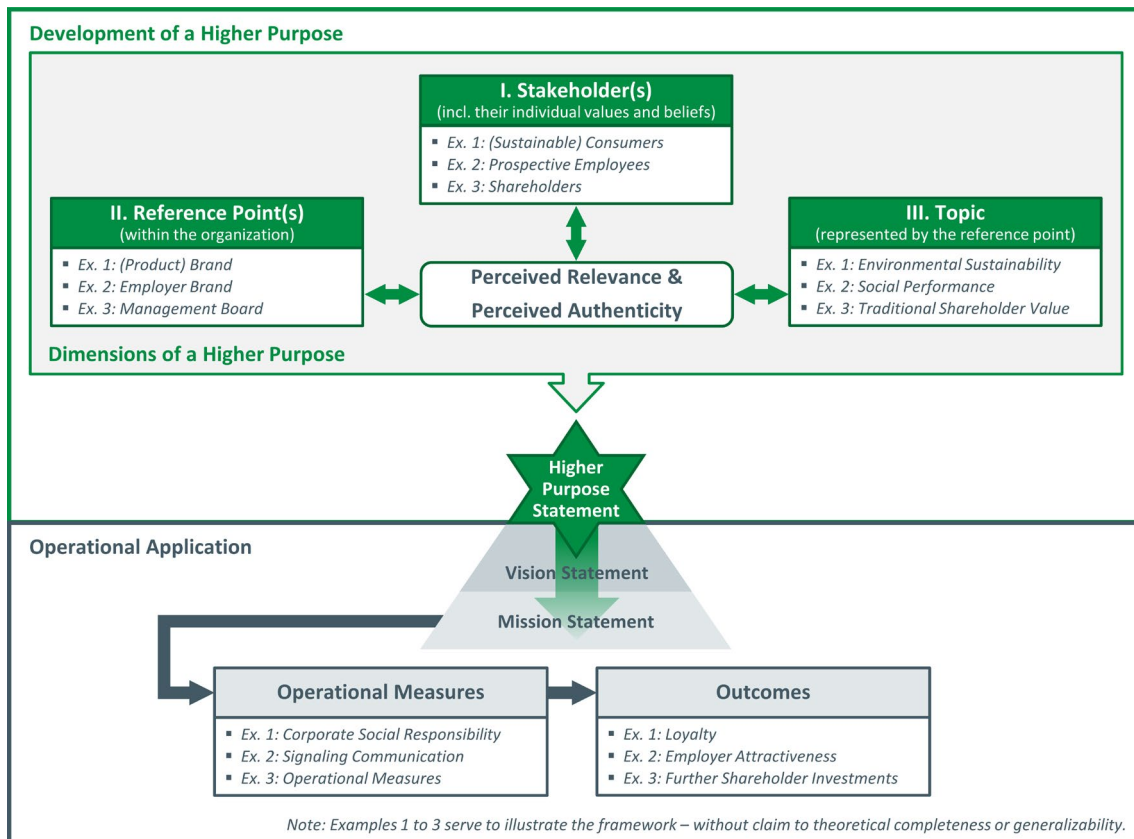 Development of a Higher Purpose
I. Stakeholder(s)
(incl. their individual values and beliefs)
▪ Ex. 1: (Sustainable) Consumers
▪ Ex. 2: Prospective Employees
▪ Ex. 3: Shareholders
II. Reference Point(s)
(within the organization)
▪ Ex. 1: (Product) Brand
▪ Ex. 2: Employer Brand
▪ Ex. 3: Management Board
Perceived Relevance &
Perceived Authenticity
III. Topic
(represented by the reference point)
▪ Ex. 1: Environmental Sustainability
▪ Ex. 2: Social Performance
▪ Ex. 3: Traditional Shareholder Value
Dimensions of a Higher Purpose
Higher
Purpose
Statement
Operational Application
Vision Statement
Mission Statement
Operational Measures
▪ Ex. 1: Corporate Social Responsibility
▪ Ex. 2: Signaling Communication
▪ Ex. 3: Operational Measures
Outcomes
▪ Ex. 1: Loyalty
▪ Ex. 2: Employer Attractiveness
▪ Ex. 3: Further Shareholder Investments
Note: Examples 1 to 3 serve to illustrate the framework – without claim to theoretical completeness or generalizability.